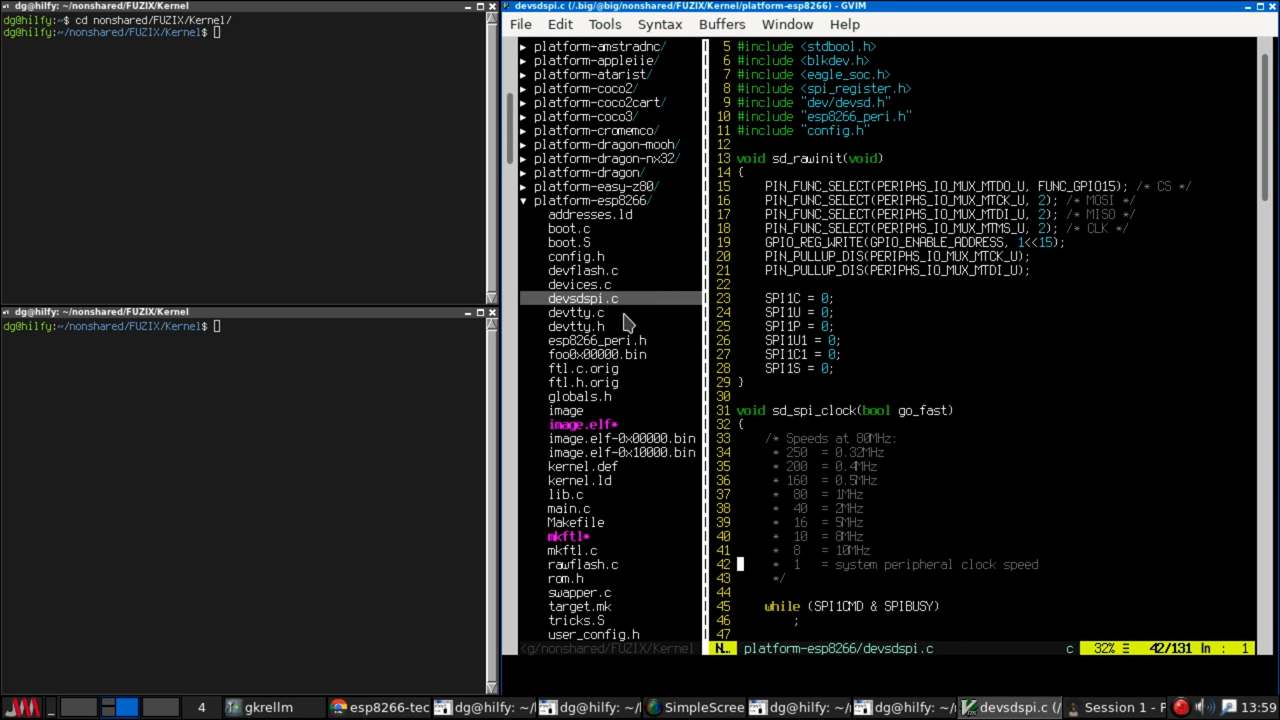 dg@hilfy: ~/nonshared/FUZIX/Kernel
dg@hilfy:~$ cd nonshared/FUZIX/Kernel/
dg@hilfy:~/nonshared/FUZIX/Kernel$
dg@hilfy: ~/nonshared/FUZIX/Kernel
dg@hilfy:~/nonshared/FUZIX/Kernel$
devsdspi.c (/.big/@big/nonshared/FUZIX/Kernel/platform-esp8266) - GVIM
File Edit Tools Syntax Buffers Window Help
▸ platform-amstradnc/
▸ platform-appleiie/
▸ platform-atarist/
▸ platform-coco2/
▸ platform-coco2cart/
▸ platform-coco3/
▸ platform-cromemco/
▸ platform-dragon-mooh/
▸ platform-dragon-nx32/
▸ platform-dragon/
▸ platform-easy-z80/
▾ platform-esp8266/
addresses.ld
boot.c
boot.S
config.h
devflash.c
devices.c
devsdspi.c
devtty.c
devtty.h
esp8266_peri.h
foo0x00000.bin
ftl.c.orig
ftl.h.orig
globals.h
image
image.elf*
image.elf-0x00000.bin
image.elf-0x10000.bin
kernel.def
kernel.ld
lib.c
main.c
Makefile
mkftl*
mkftl.c
rawflash.c
rom.h
swapper.c
target.mk
tricks.S
user_config.h
<g/nonshared/FUZIX/Kernel
5 #include <stdbool.h>
6 #include <blkdev.h>
7 #include <eagle_soc.h>
8 #include <spi_register.h>
9 #include "dev/devsd.h"
10 #include "esp8266_peri.h"
11 #include "config.h"
12
13 void sd_rawinit(void)
14 {
15 PIN_FUNC_SELECT(PERIPHS_IO_MUX_MTDO_U, FUNC_GPIO15); /* CS */
16 PIN_FUNC_SELECT(PERIPHS_IO_MUX_MTCK_U, 2); /* MOSI */
17 PIN_FUNC_SELECT(PERIPHS_IO_MUX_MTDI_U, 2); /* MISO */
18 PIN_FUNC_SELECT(PERIPHS_IO_MUX_MTMS_U, 2); /* CLK */
19 GPIO_REG_WRITE(GPIO_ENABLE_ADDRESS, 1<<15);
20 PIN_PULLUP_DIS(PERIPHS_IO_MUX_MTCK_U);
21 PIN_PULLUP_DIS(PERIPHS_IO_MUX_MTDI_U);
22
23 SPI1C = 0;
24 SPI1U = 0;
25 SPI1P = 0;
26 SPI1U1 = 0;
27 SPI1C1 = 0;
28 SPI1S = 0;
29 }
30
31 void sd_spi_clock(bool go_fast)
32 {
33 /* Speeds at 80MHz:
34 * 250 = 0.32MHz
35 * 200 = 0.4MHz
36 * 160 = 0.5MHz
37 * 80 = 1MHz
38 * 40 = 2MHz
39 * 16 = 5MHz
40 * 10 = 8MHz
41 * 8 = 10MHz
42 * 1 = system peripheral clock speed
43 */
44
45 while (SPI1CMD & SPIBUSY)
46 ;
47
N… platform-esp8266/devsdspi.c c 32% ☰ 42/131 ln : 1
4 gkrellm esp8266-tec dg@hilfy: ~/ dg@hilfy: ~/ SimpleScree dg@hilfy: ~/ dg@hilfy: ~/ devsdspi.c (/ Session 1 - F 13:59